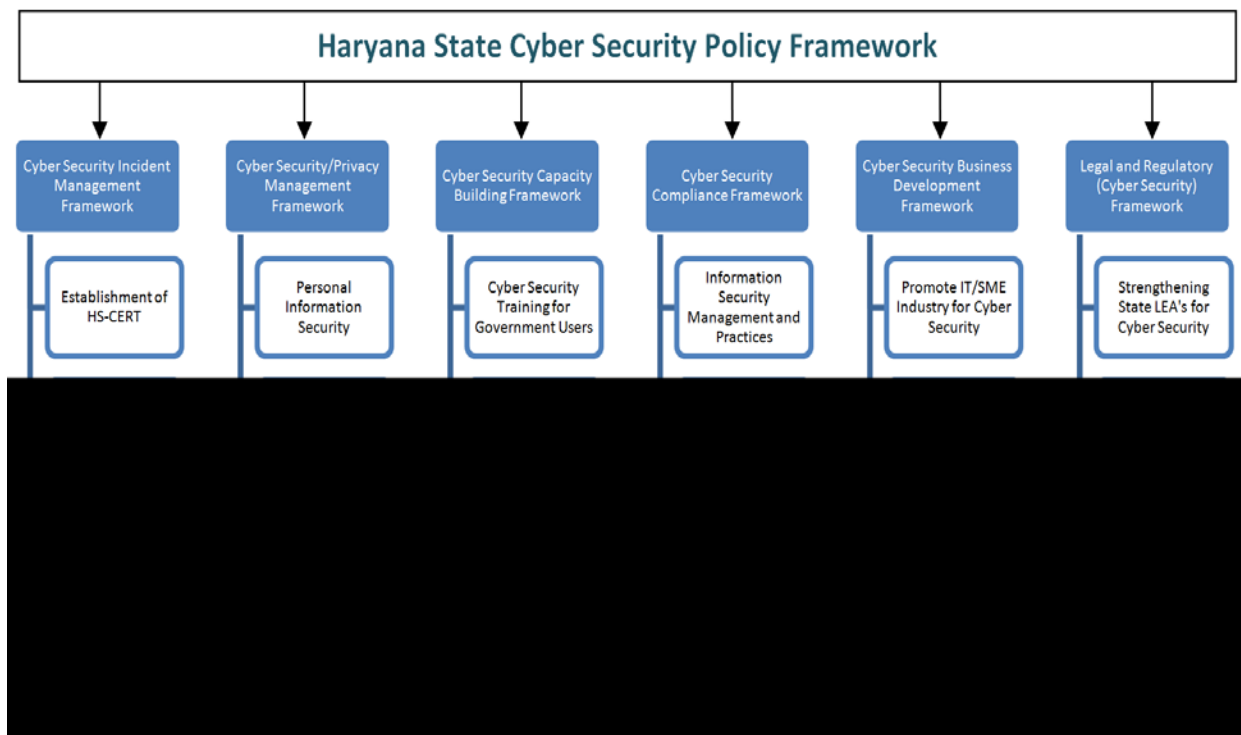 Haryana State Cyber Security Policy Framework
Cyber Security Incident
Management
Framework
Cyber Security/Privacy
Management
Framework
Cyber Security Capacity
Building Framework
Cyber Security
Compliance Framework
Cyber Security Business
Development
Framework
Legal and Regulatory
(Cyber Security)
Framework
Establishment of
HS-CERT
Personal
Information
Security
Cyber Security
Training for
Government Users
Information
Security
Management and
Practices
Promote IT/SME
Industry for Cyber
Security
Strengthening
State LEA's for
Cyber Security